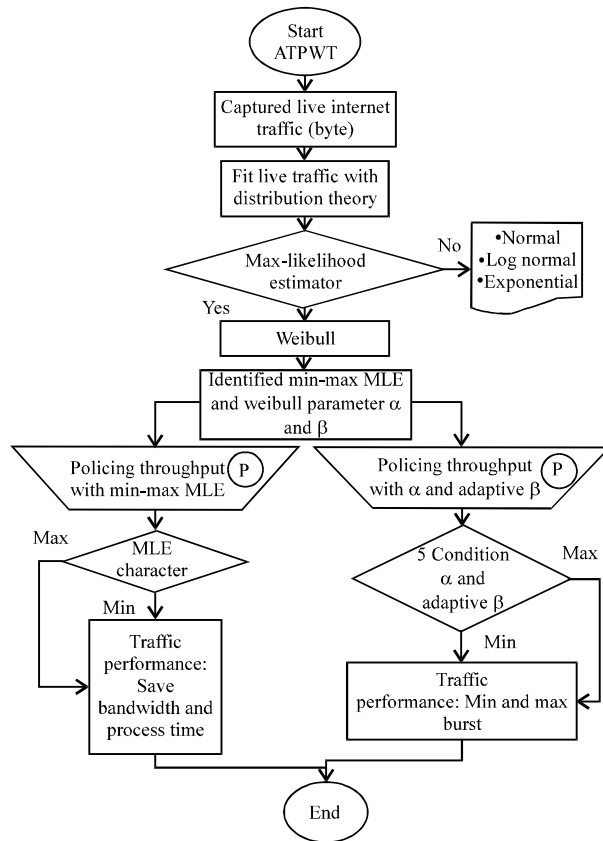 Start
ATPWT
Captured live internet
traffic (byte)
Fit live traffic with
distribution theory
Max-likelihood
estimator
No
•Normal
•Log normal
•Exponential
Yes
Weibull
Identified min-max MLE
and weibull parameter α
and β
Policing throughput
with min-max MLE
P
Policing throughput
with α and adaptive β
P
Max
MLE
character
Min
5 Condition
α and
adaptive β
Max
Min
Traffic
performance:
Save
bandwidth and
process time
Traffic
performance: Min and max
burst
End